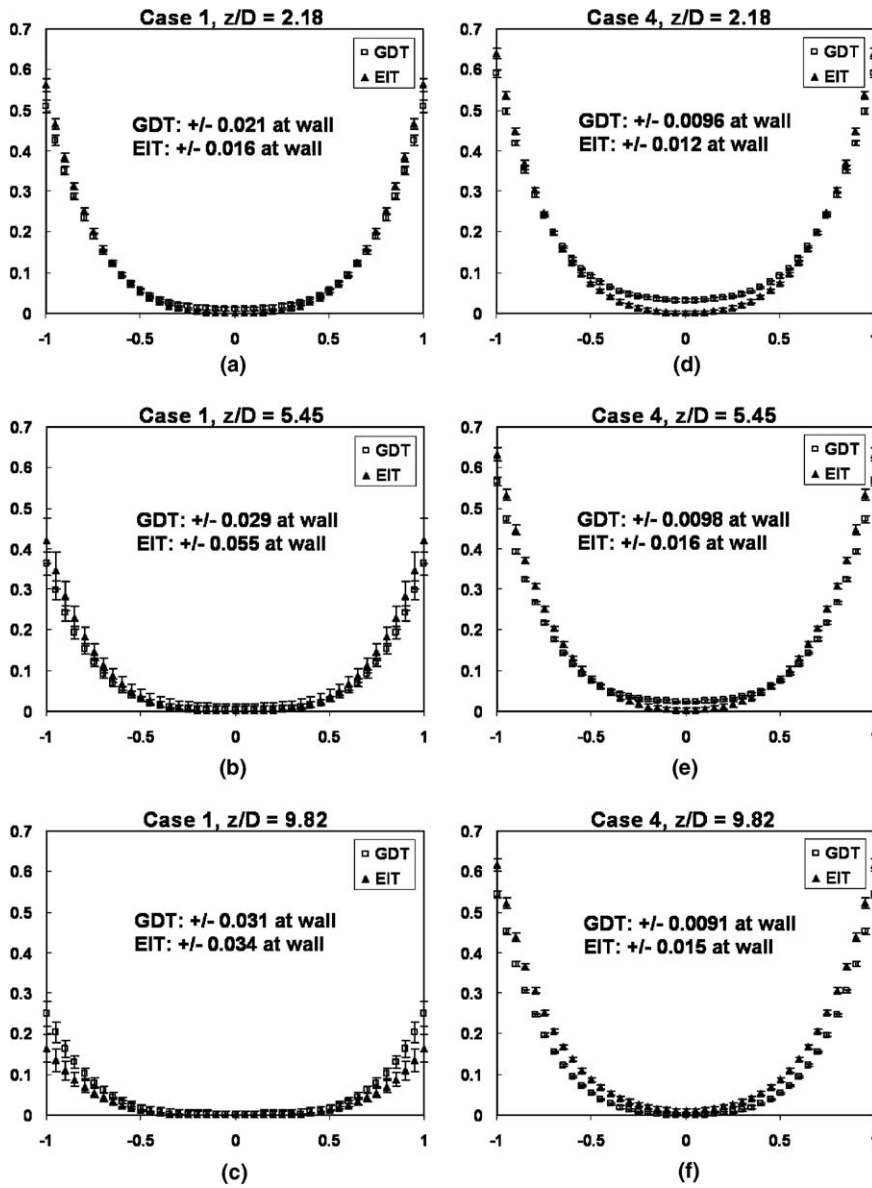 Case 1, z/D = 2.18
0.7
0.6
0.5
0.4
0.3
0.2
0.1
0
GDT
EIT
GDT: +/- 0.021 at wall
EIT: +/- 0.016 at wall
-1 -0.5 0 0.5 1
(a)
Case 4, z/D = 2.18
0.7
0.6
0.5
0.4
0.3
0.2
0.1
0
GDT
EIT
GDT: +/- 0.0096 at wall
EIT: +/- 0.012 at wall
-1 -0.5 0 0.5 1
(d)
Case 1, z/D = 5.45
0.7
0.6
0.5
0.4
0.3
0.2
0.1
0
GDT
EIT
GDT: +/- 0.029 at wall
EIT: +/- 0.055 at wall
-1 -0.5 0 0.5 1
(b)
Case 4, z/D = 5.45
0.7
0.6
0.5
0.4
0.3
0.2
0.1
0
GDT
EIT
GDT: +/- 0.0098 at wall
EIT: +/- 0.016 at wall
-1 -0.5 0 0.5 1
(e)
Case 1, z/D = 9.82
0.7
0.6
0.5
0.4
0.3
0.2
0.1
0
GDT
EIT
GDT: +/- 0.031 at wall
EIT: +/- 0.034 at wall
-1 -0.5 0 0.5 1
(c)
Case 4, z/D = 9.82
0.7
0.6
0.5
0.4
0.3
0.2
0.1
0
GDT
EIT
GDT: +/- 0.0091 at wall
EIT: +/- 0.015 at wall
-1 -0.5 0 0.5 1
(f)